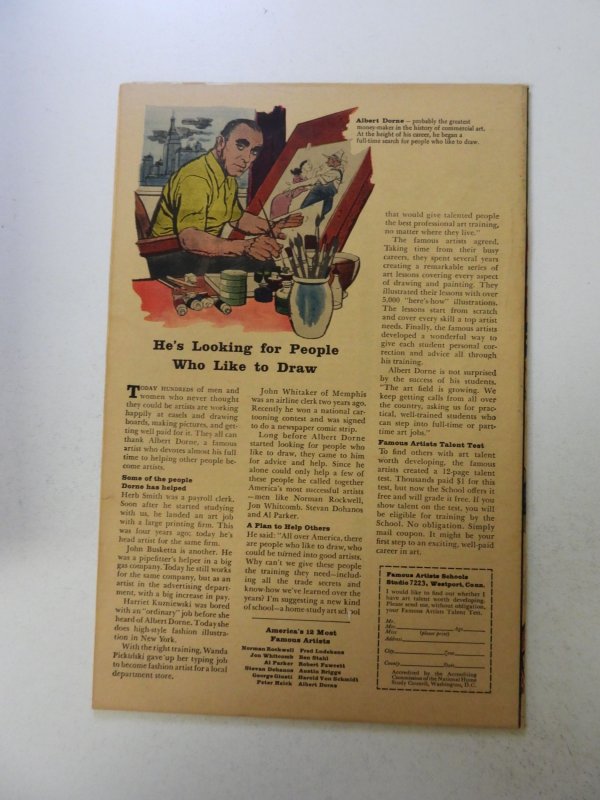 Albert Dorne — probably the greatest
money-maker in the history of commercial art.
At the height of his career, he began a
full-time search for people who like to draw.
He's Looking for People
Who Like to Draw
TODAY HUNDREDS of men and
women who never thought
they could be artists are working
happily at easels and drawing
boards, making pictures, and get-
ting well paid for it. They all can
thank Albert Dorne, a famous
artist who devotes almost his full
time to helping other people be-
come artists.
Some of the people
Dorne has helped
Herb Smith was a payroll clerk.
Soon after he started studying
with us, he landed an art job
with a large printing firm. This
was four years ago; today he's
head artist for the same firm.
John Busketta is another. He
was a pipefitter's helper in a big
gas company. Today he still works
for the same company, but as an
artist in the advertising depart-
ment, with a big increase in pay.
Harriet Kuzniewski was bored
with an "ordinary" job before she
heard of Albert Dorne. Today she
does high-style fashion illustra-
tion in New York.
With the right training, Wanda
Pickulski gave up her typing job
to become fashion artist for a local
department store.
John Whitaker of Memphis
was an airline clerk two years ago.
Recently he won a national car-
tooning contest and was signed
to do a newspaper comic strip.
Long before Albert Dorne
started looking for people who
like to draw, they came to him
for advice and help. Since he
alone could only help a few of
these people he called together
America's most successful artists
—men like Norman Rockwell,
Jon Whitcomb, Stevan Dohanos
and Al Parker.
A Plan to Help Others
He said: "All over America, there
are people who like to draw, who
could be turned into good artists.
Why can't we give these people
the training they need—includ-
ing all the trade secrets and
know-how we've learned over the
years? I'm suggesting a new kind
of school—a home study art school
America's 12 Most
Famous Artists
Norman Rockwell Fred Ludekens
Jon Whitcomb Ben Stahl
Al Parker Robert Fawcett
Stevan Dohanos Austin Briggs
George Giusti Harold Von Schmidt
Peter Helck Albert Dorne
that would give talented people
the best professional art training,
no matter where they live."
The famous artists agreed.
Taking time from their busy
careers, they spent several years
creating a remarkable series of
art lessons covering every aspect
of drawing and painting. They
illustrated their lessons with over
5,000 "here's-how" illustrations.
The lessons start from scratch
and cover every skill a top artist
needs. Finally, the famous artists
developed a wonderful way to
give each student personal cor-
rection and advice all through
his training.
Albert Dorne is not surprised
by the success of his students.
"The art field is growing. We
keep getting calls from all over
the country, asking us for prac-
tical, well-trained students who
can step into full-time or part-
time art jobs."
Famous Artists Talent Test
To find others with art talent
worth developing, the famous
artists created a 12-page talent
test. Thousands paid $1 for this
test, but now the School offers it
free and will grade it free. If you
show talent on the test, you will
be eligible for training by the
School. No obligation. Simply
mail coupon. It might be your
first step to an exciting, well-paid
career in art.
Famous Artists Schools
Studio 7223, Westport, Conn.
I would like to find out whether I
have art talent worth developing.
Please send me, without obligation,
your Famous Artists Talent Test.
Mr.
Mrs. Age
Miss (please print)
Address
City Zone
County State
Accredited by the Accrediting
Commission of the National Home
Study Council, Washington, D.C.